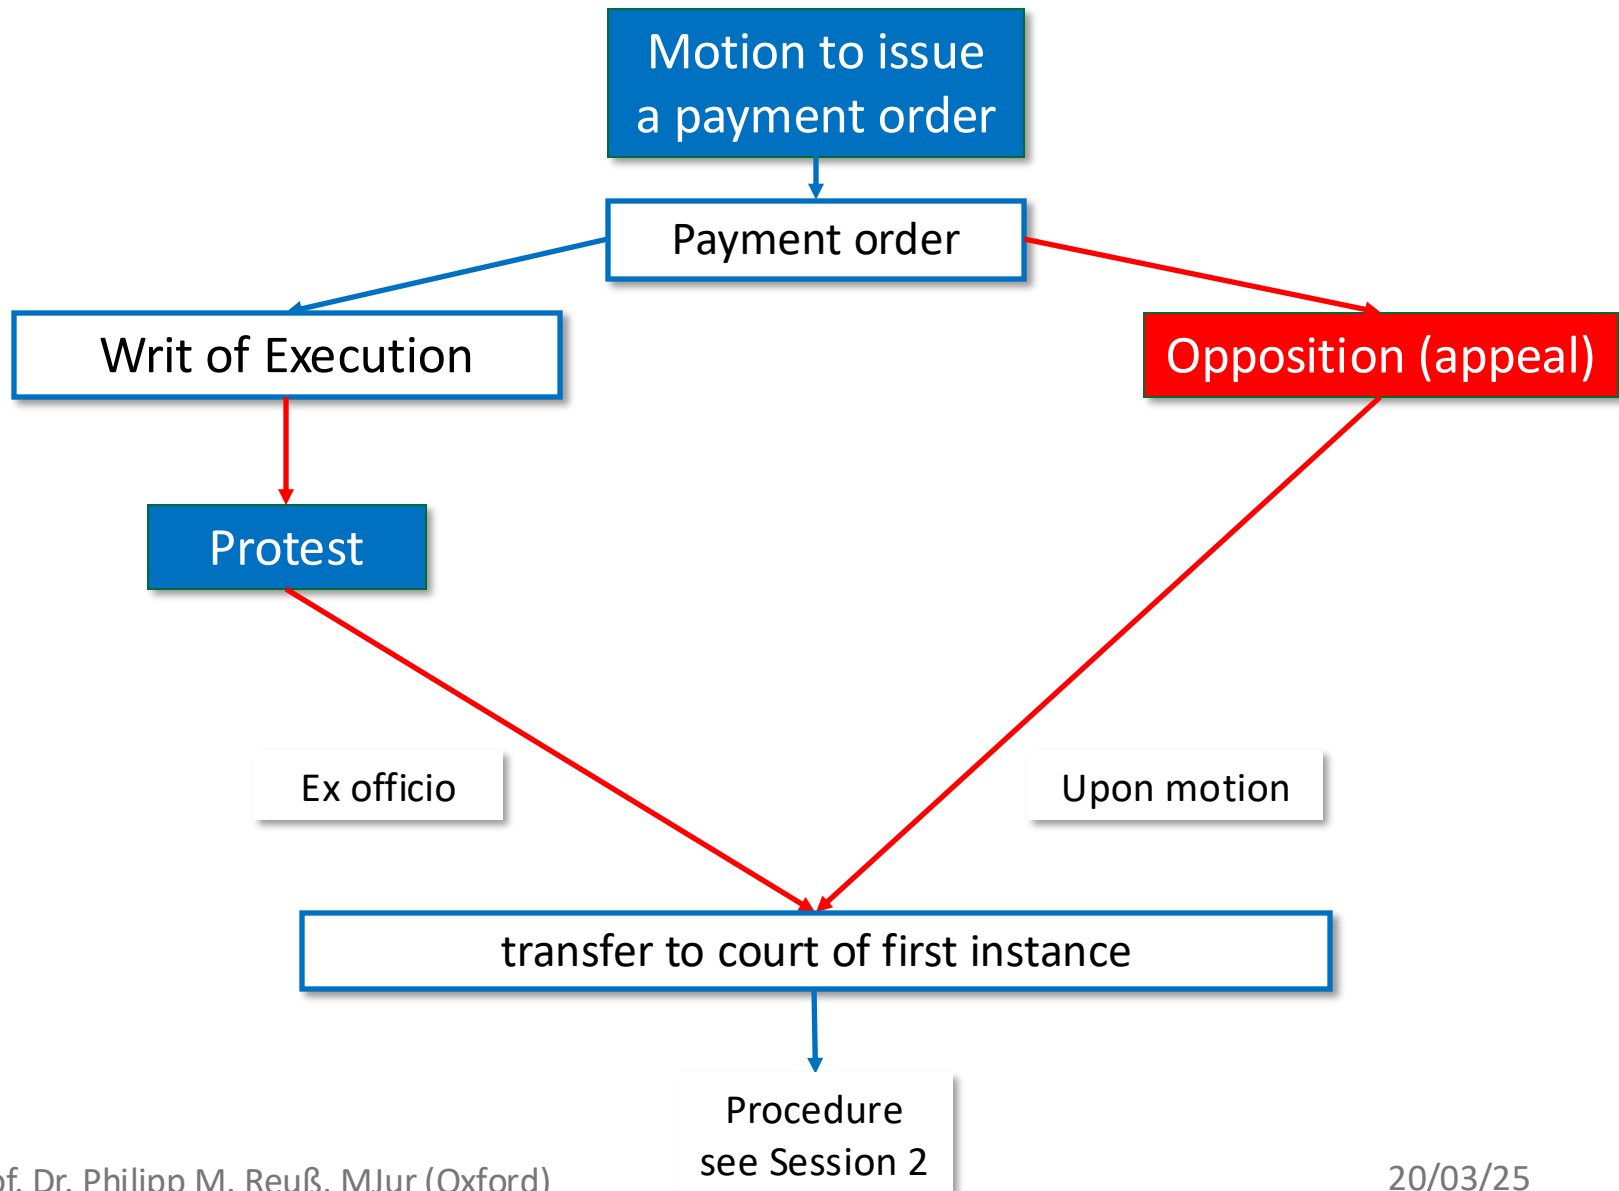 Motion to issue
a payment order
Payment order
Writ of Execution
Opposition (appeal)
Protest
Ex officio
Upon motion
transfer to court of first instance
Procedure
see Session 2
Dr. Philipp M. Reuß, MJur (Oxford)
20/03/25